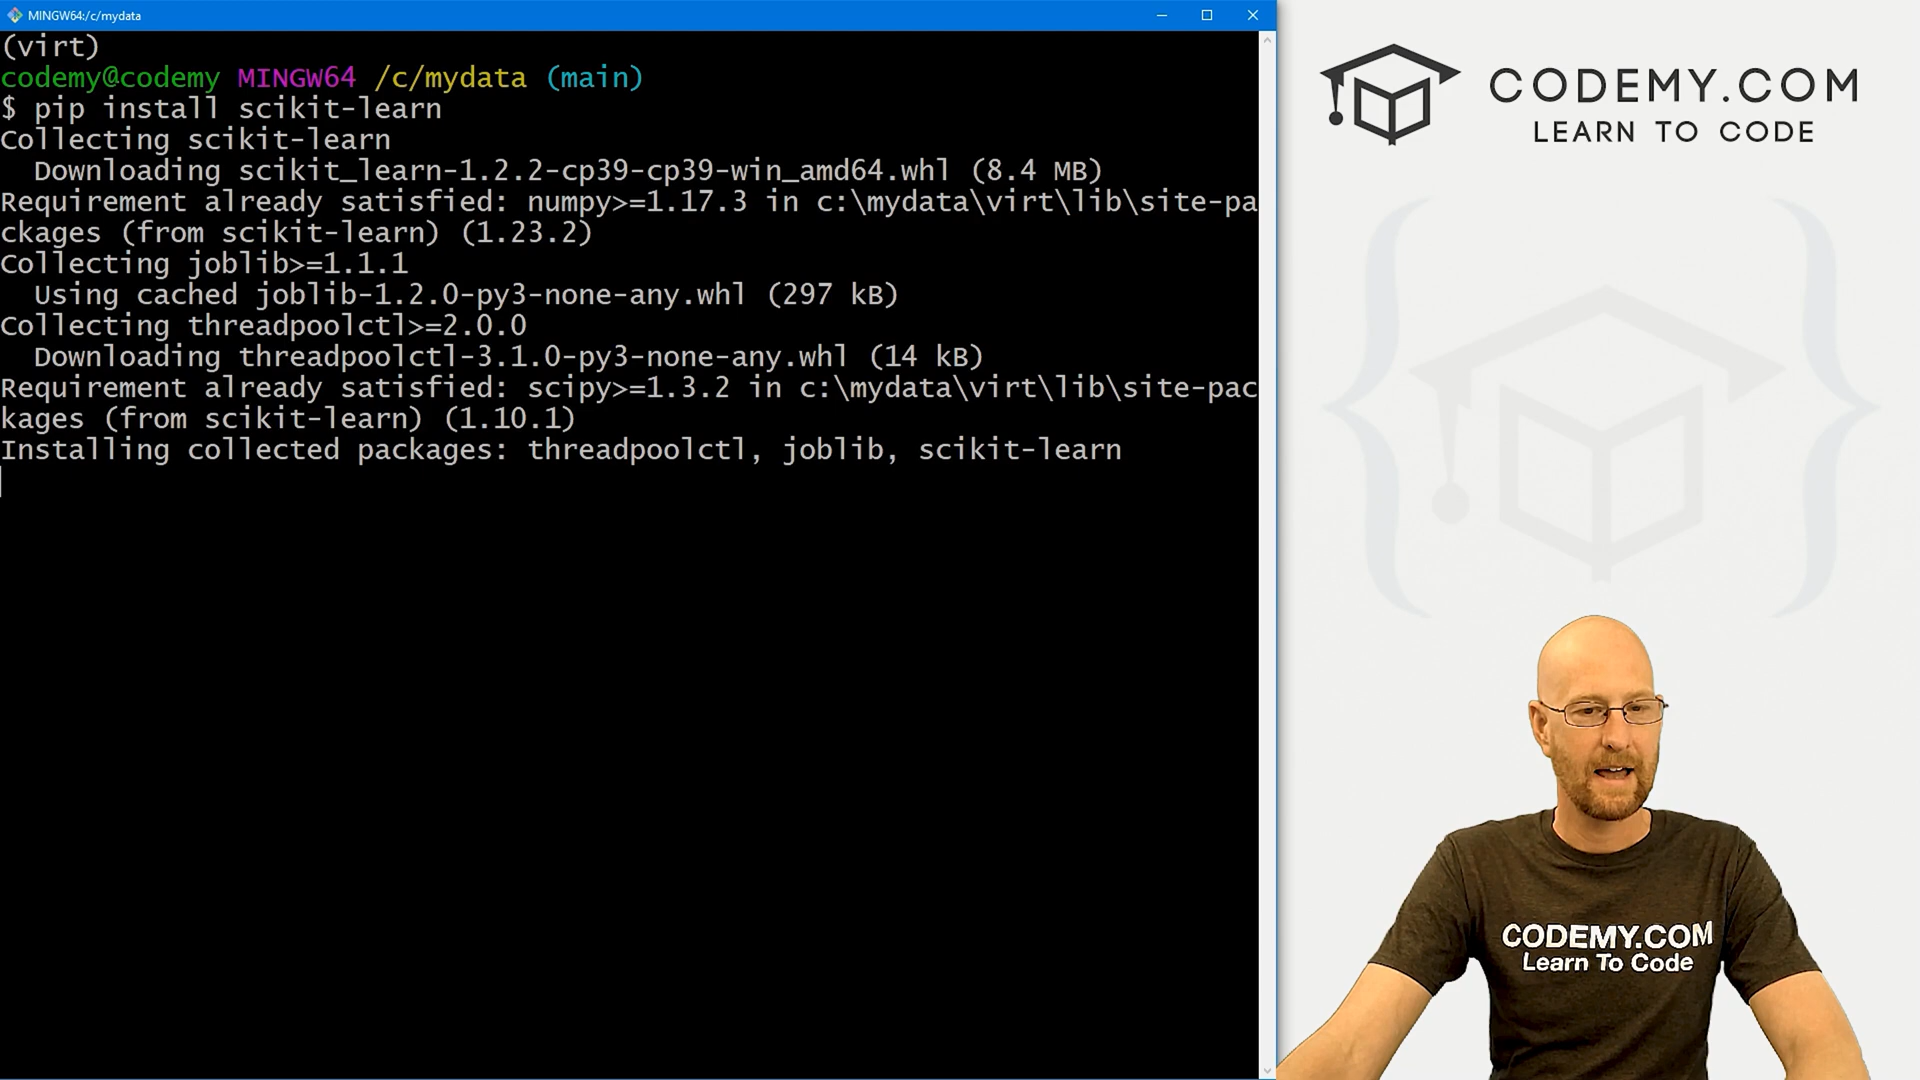 MINGW64:/c/mydata
(virt)
codemy@codemy MINGW64 /c/mydata (main)
$ pip install scikit-learn
Collecting scikit-learn
  Downloading scikit_learn-1.2.2-cp39-cp39-win_amd64.whl (8.4 MB)
Requirement already satisfied: numpy>=1.17.3 in c:\mydata\virt\lib\site-pa
ckages (from scikit-learn) (1.23.2)
Collecting joblib>=1.1.1
  Using cached joblib-1.2.0-py3-none-any.whl (297 kB)
Collecting threadpoolctl>=2.0.0
  Downloading threadpoolctl-3.1.0-py3-none-any.whl (14 kB)
Requirement already satisfied: scipy>=1.3.2 in c:\mydata\virt\lib\site-pac
kages (from scikit-learn) (1.10.1)
Installing collected packages: threadpoolctl, joblib, scikit-learn
CODEMY.COM
LEARN TO CODE
CODEMY.COM
Learn To Code